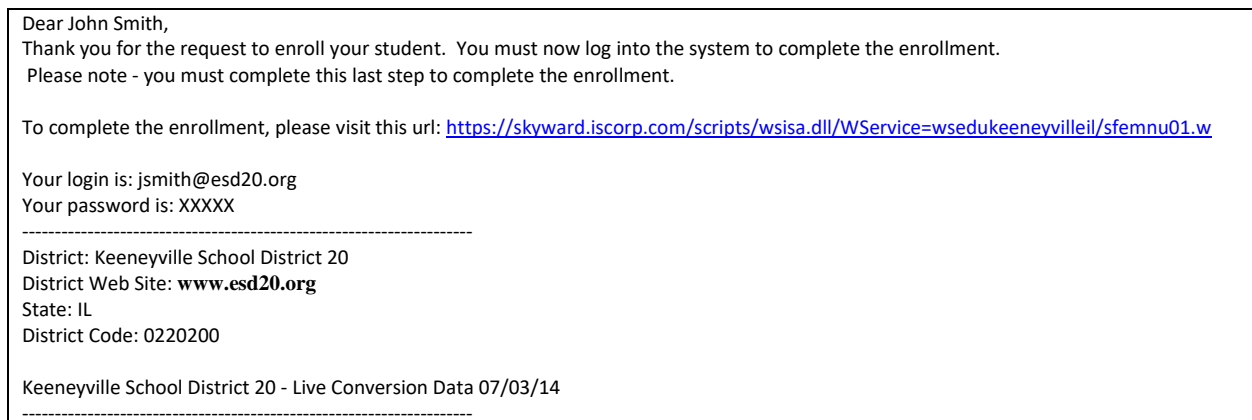 Dear John Smith,
Thank you for the request to enroll your student.  You must now log into the system to complete the enrollment.
Please note - you must complete this last step to complete the enrollment.
To complete the enrollment, please visit this url: https://skyward.iscorp.com/scripts/wsisa.dll/WService=wsedukeeneyvilleil/sfemnu01.w
Your login is: jsmith@esd20.org
Your password is: XXXXX
---------------------------------------------------------------------
District: Keeneyville School District 20
District Web Site: www.esd20.org
State: IL
District Code: 0220200
Keeneyville School District 20 - Live Conversion Data 07/03/14
---------------------------------------------------------------------